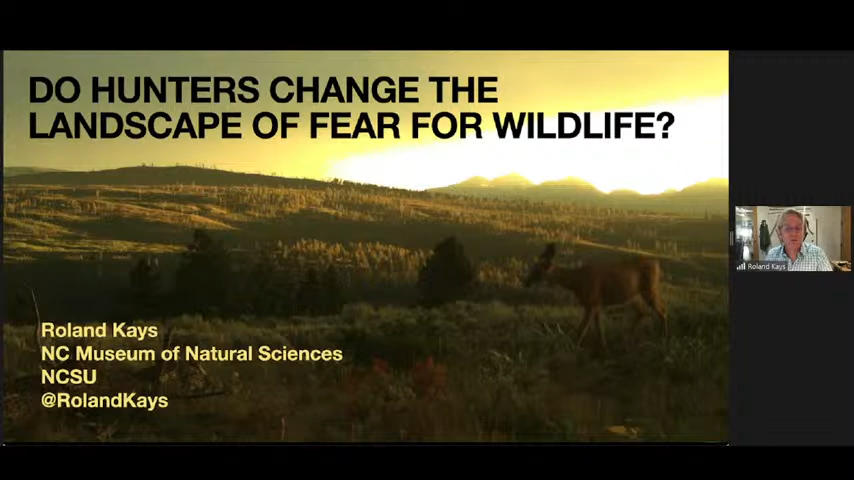 DO HUNTERS CHANGE THE
LANDSCAPE OF FEAR FOR WILDLIFE?
Roland Kays
NC Museum of Natural Sciences
NCSU
@RolandKays
Roland Kays